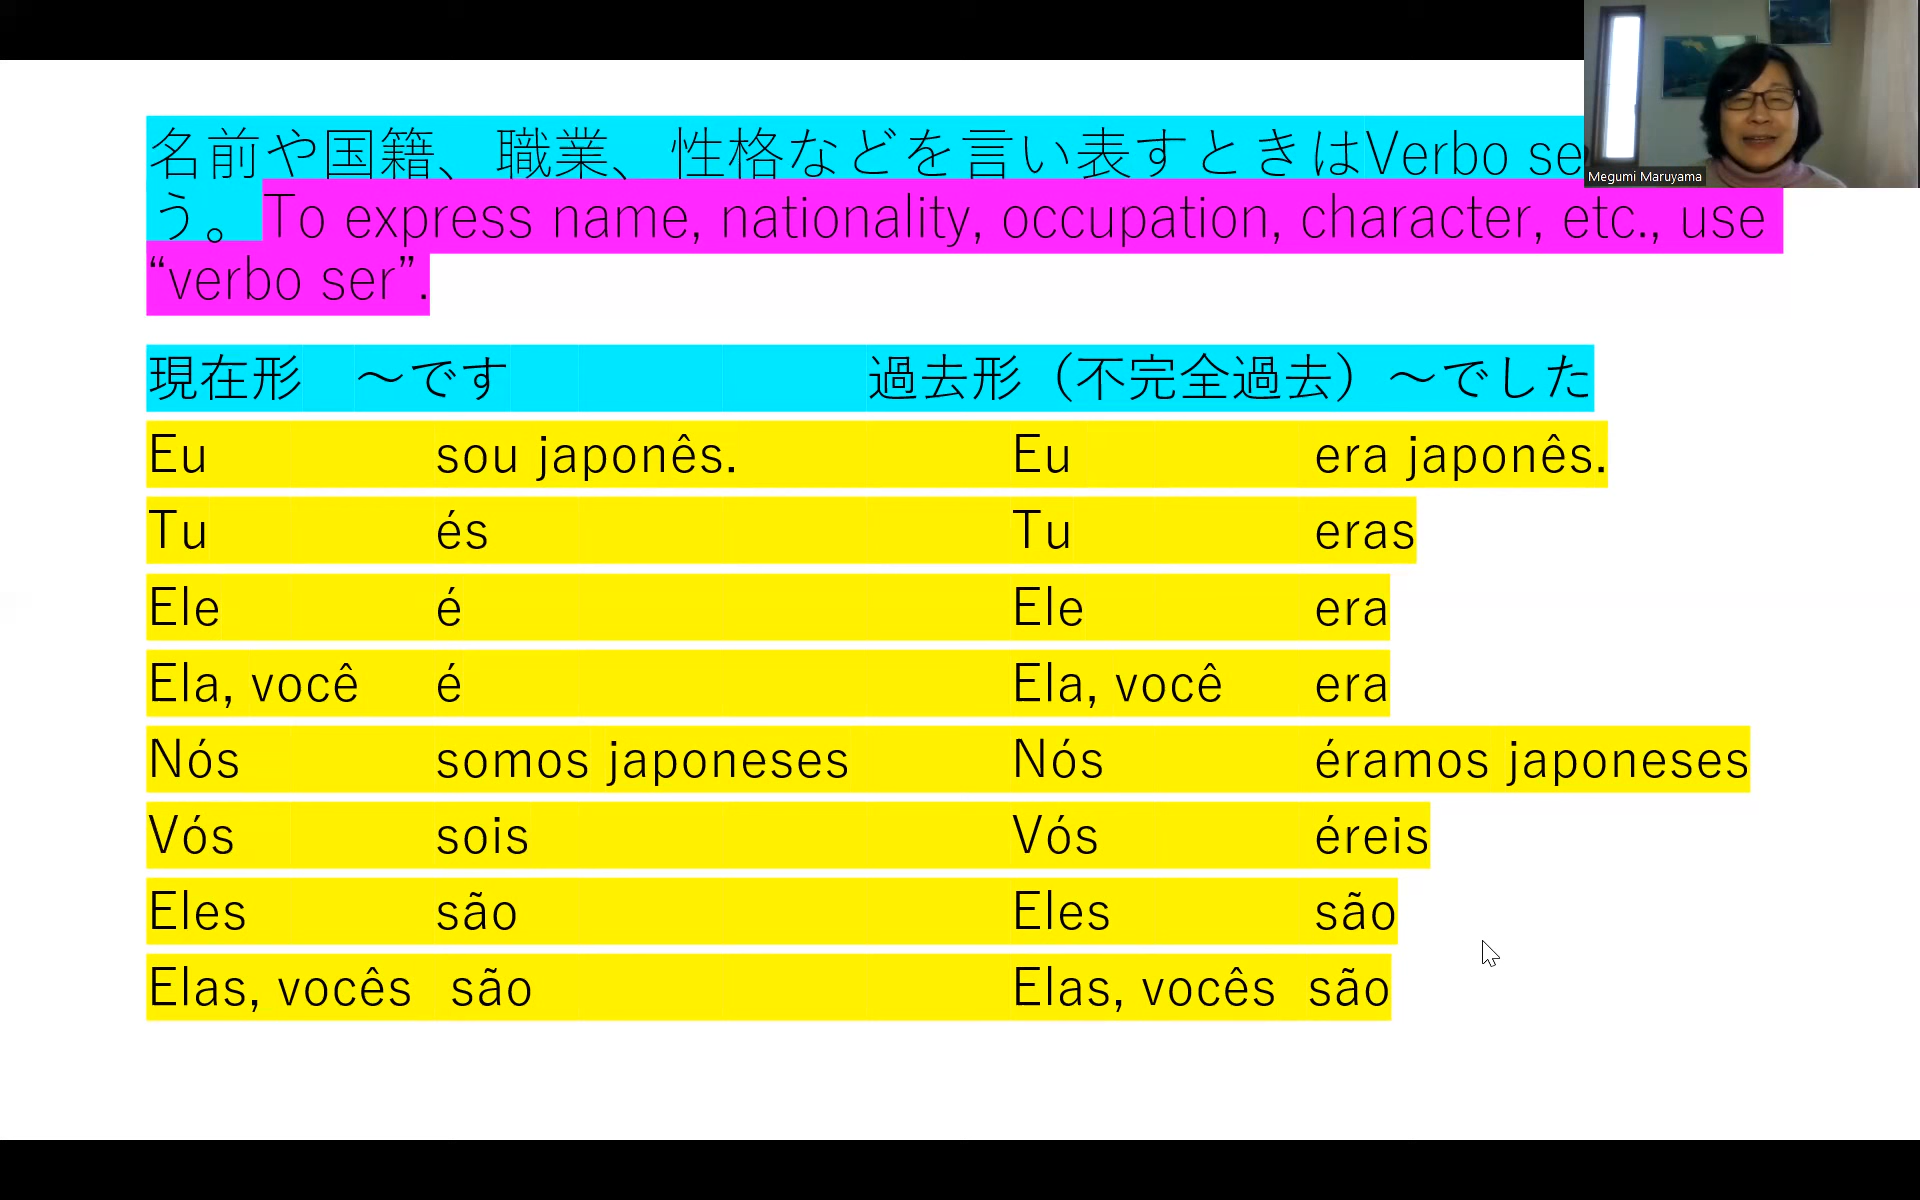 名前や国籍、職業、性格などを言い表すときはVerbo se
Megumi Maruyama
う。To express name, nationality, occupation, character, etc., use
“verbo ser”.
現在形 ～です 過去形（不完全過去）～でした
Eu sou japonês. Eu era japonês.
Tu és Tu eras
Ele é Ele era
Ela, você é Ela, você era
Nós somos japoneses Nós éramos japoneses
Vós sois Vós éreis
Eles são Eles são
Elas, vocês são Elas, vocês são